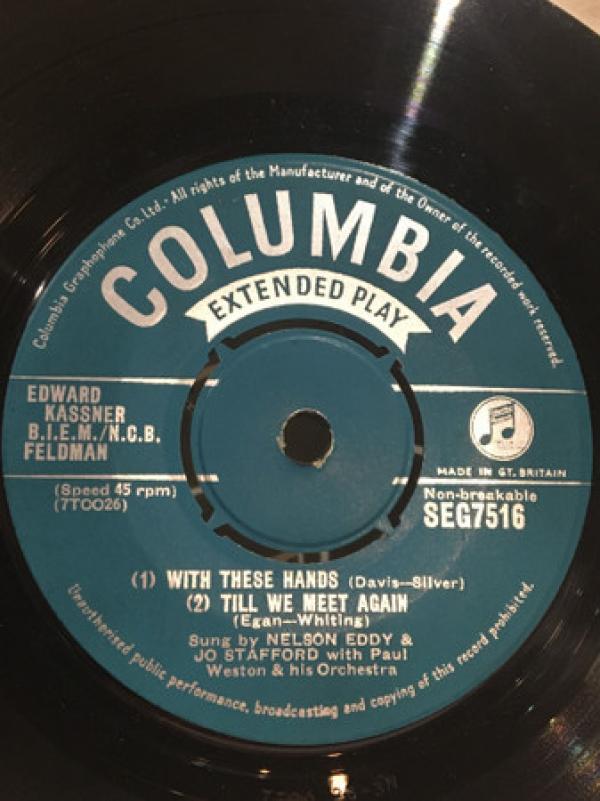 Columbia Graphophone Co. Ltd. · All rights of the Manufacturer and of the Owner of the recorded work reserved.
COLUMBIA
EXTENDED PLAY
EDWARD
KASSNER
B.I.E.M./N.C.B.
FELDMAN
MADE IN GT. BRITAIN
(Speed 45 rpm)
(7TCO26)
Non-breakable
SEG7516
(1) WITH THESE HANDS (Davis—Silver)
(2) TILL WE MEET AGAIN
(Egan—Whiting)
Sung by NELSON EDDY &
JO STAFFORD with Paul
Weston & his Orchestra
Unauthorised public performance, broadcasting and copying of this record prohibited.